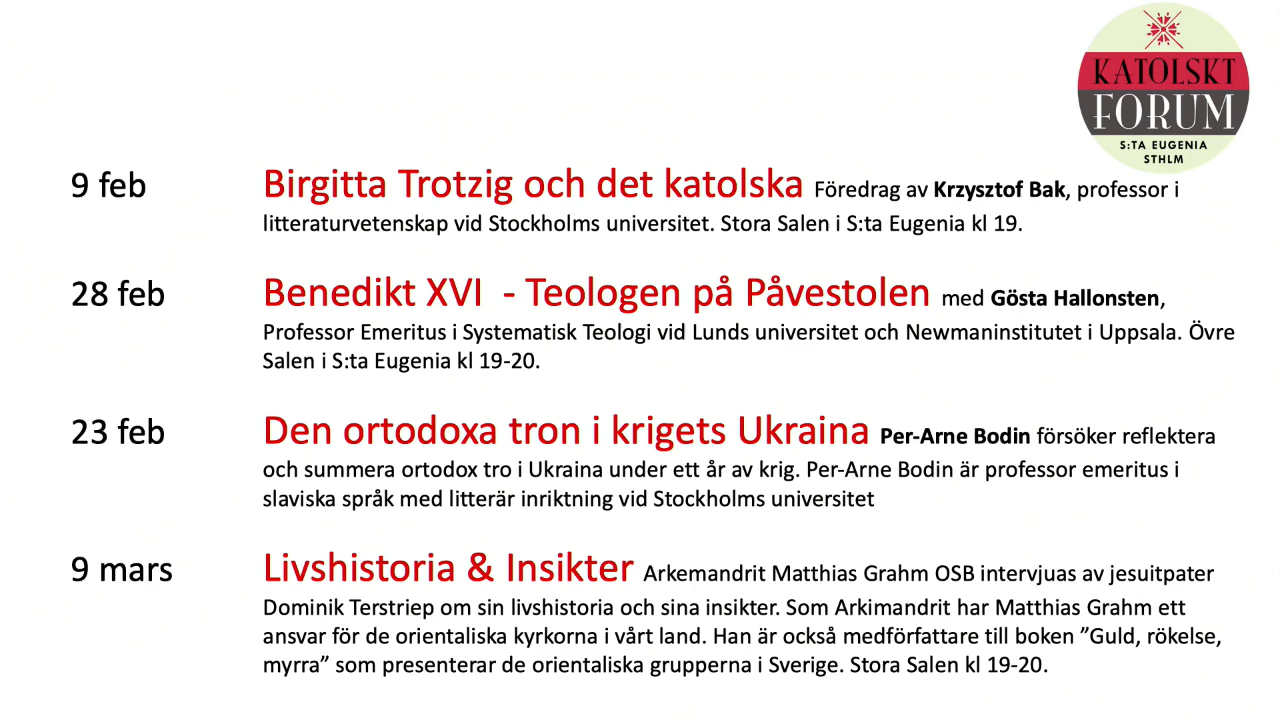 KATOLSKT
FORUM
S:TA EUGENIA
STHLM
9 feb
Birgitta Trotzig och det katolska Föredrag av Krzysztof Bak, professor i
litteraturvetenskap vid Stockholms universitet. Stora Salen i S:ta Eugenia kl 19.
28 feb
Benedikt XVI - Teologen på Påvestolen med Gösta Hallonsten,
Professor Emeritus i Systematisk Teologi vid Lunds universitet och Newmaninstitutet i Uppsala. Övre
Salen i S:ta Eugenia kl 19-20.
23 feb
Den ortodoxa tron i krigets Ukraina Per-Arne Bodin försöker reflektera
och summera ortodox tro i Ukraina under ett år av krig. Per-Arne Bodin är professor emeritus i
slaviska språk med litterär inriktning vid Stockholms universitet
9 mars
Livshistoria & Insikter Arkemandrit Matthias Grahm OSB intervjuas av jesuitpater
Dominik Terstriep om sin livshistoria och sina insikter. Som Arkimandrit har Matthias Grahm ett
ansvar för de orientaliska kyrkorna i vårt land. Han är också medförfattare till boken ”Guld, rökelse,
myrra” som presenterar de orientaliska grupperna i Sverige. Stora Salen kl 19-20.